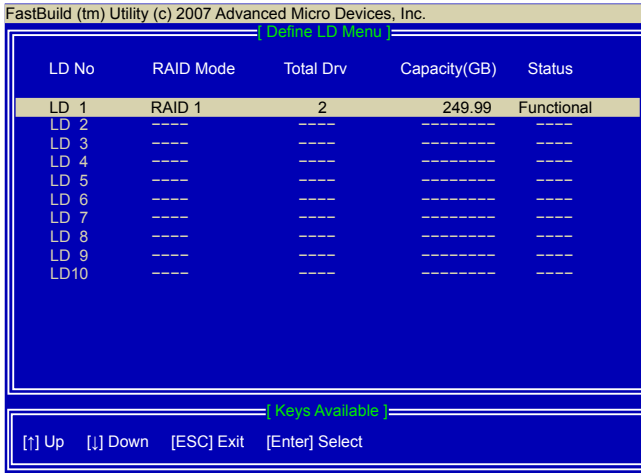 FastBuild (tm) Utility (c) 2007 Advanced Micro Devices, Inc.
[ Define LD Menu ]
LD No RAID Mode Total Drv Capacity(GB) Status
LD 1 RAID 1 2 249.99 Functional
LD 2 ---- ---- -------- ----
LD 3 ---- ---- -------- ----
LD 4 ---- ---- -------- ----
LD 5 ---- ---- -------- ----
LD 6 ---- ---- -------- ----
LD 7 ---- ---- -------- ----
LD 8 ---- ---- -------- ----
LD 9 ---- ---- -------- ----
LD10 ---- ---- -------- ----
[ Keys Available ]
[↑] Up [↓] Down [ESC] Exit [Enter] Select